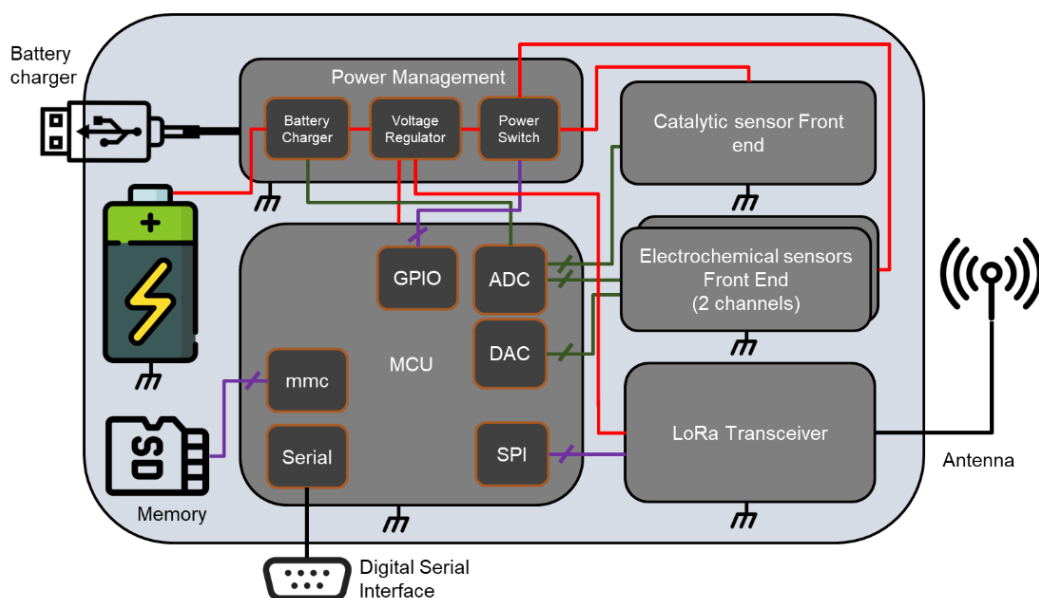 Battery
charger
Power Management
Battery
Charger
Voltage
Regulator
Power
Switch
Catalytic sensor Front
end
Electrochemical sensors
Front End
(2 channels)
GPIO
ADC
DAC
MCU
mmc
Serial
SPI
LoRa Transceiver
Antenna
SD
Memory
Digital Serial
Interface